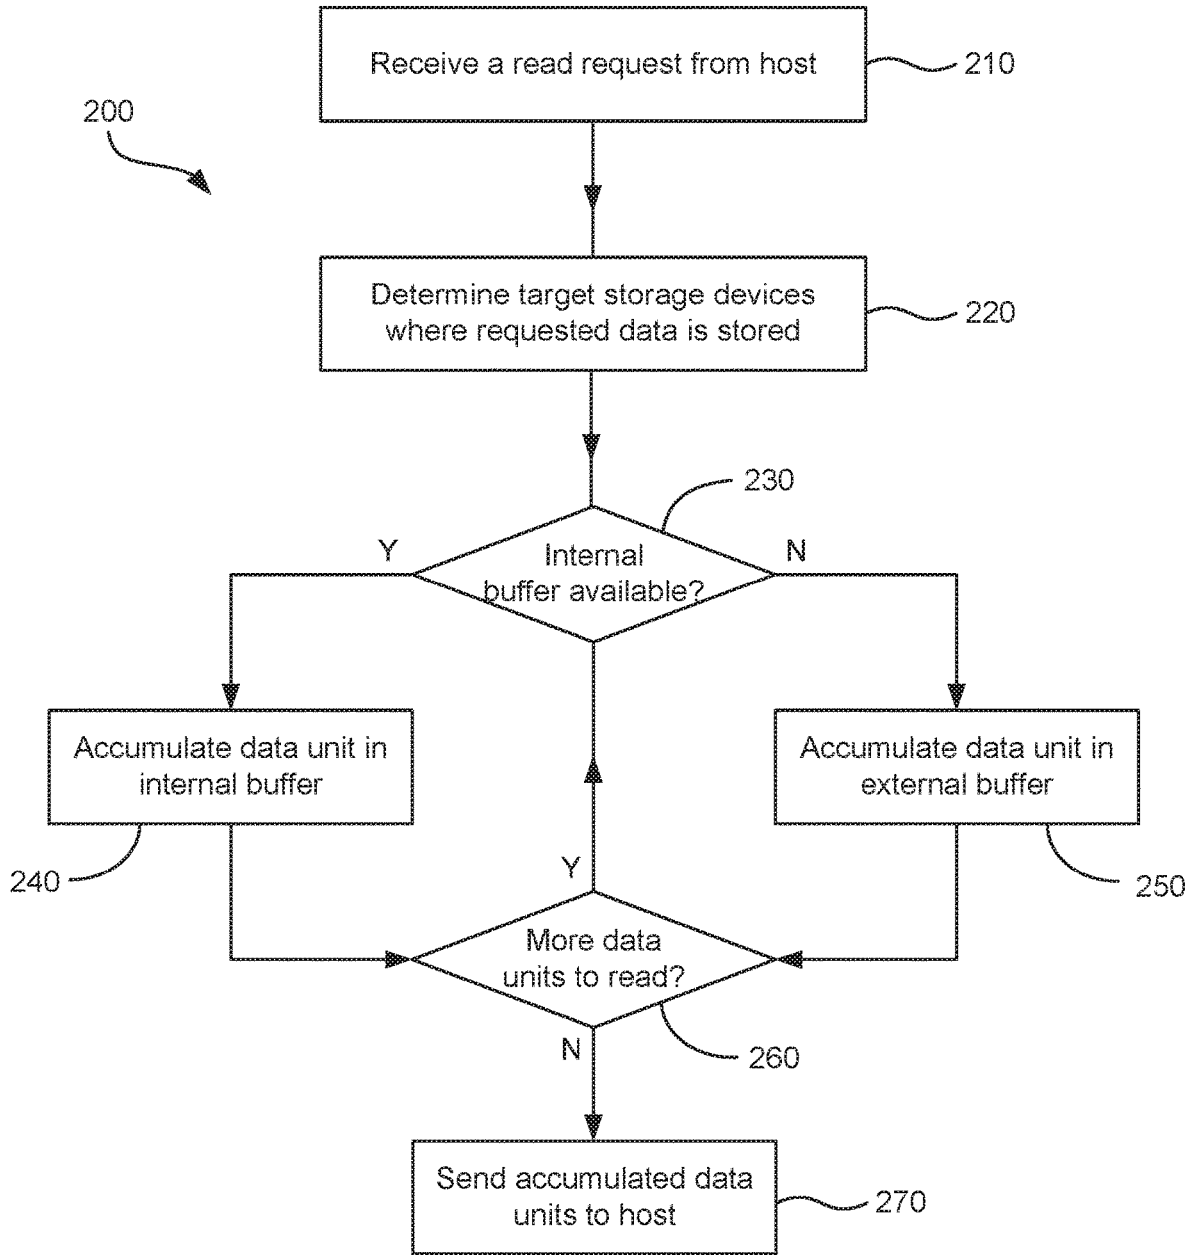 Receive a read request from host
210
200
Determine target storage devices
where requested data is stored
220
230
Y
N
Internal
buffer available?
Accumulate data unit in
internal buffer
Accumulate data unit in
external buffer
240
250
Y
More data
units to read?
N
260
Send accumulated data
units to host
270